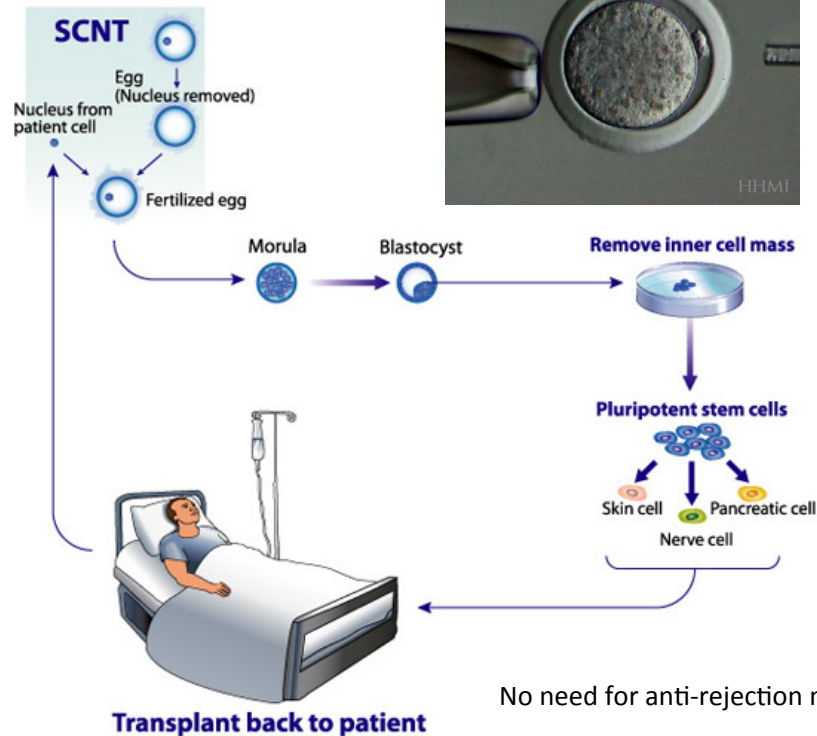 SCNT
Egg
(Nucleus removed)
Nucleus from
patient cell
Fertilized egg
HHMI
Morula
Blastocyst
Remove inner cell mass
Pluripotent stem cells
Skin cell
Pancreatic cell
Nerve cell
No need for anti-rejection
Transplant back to patient